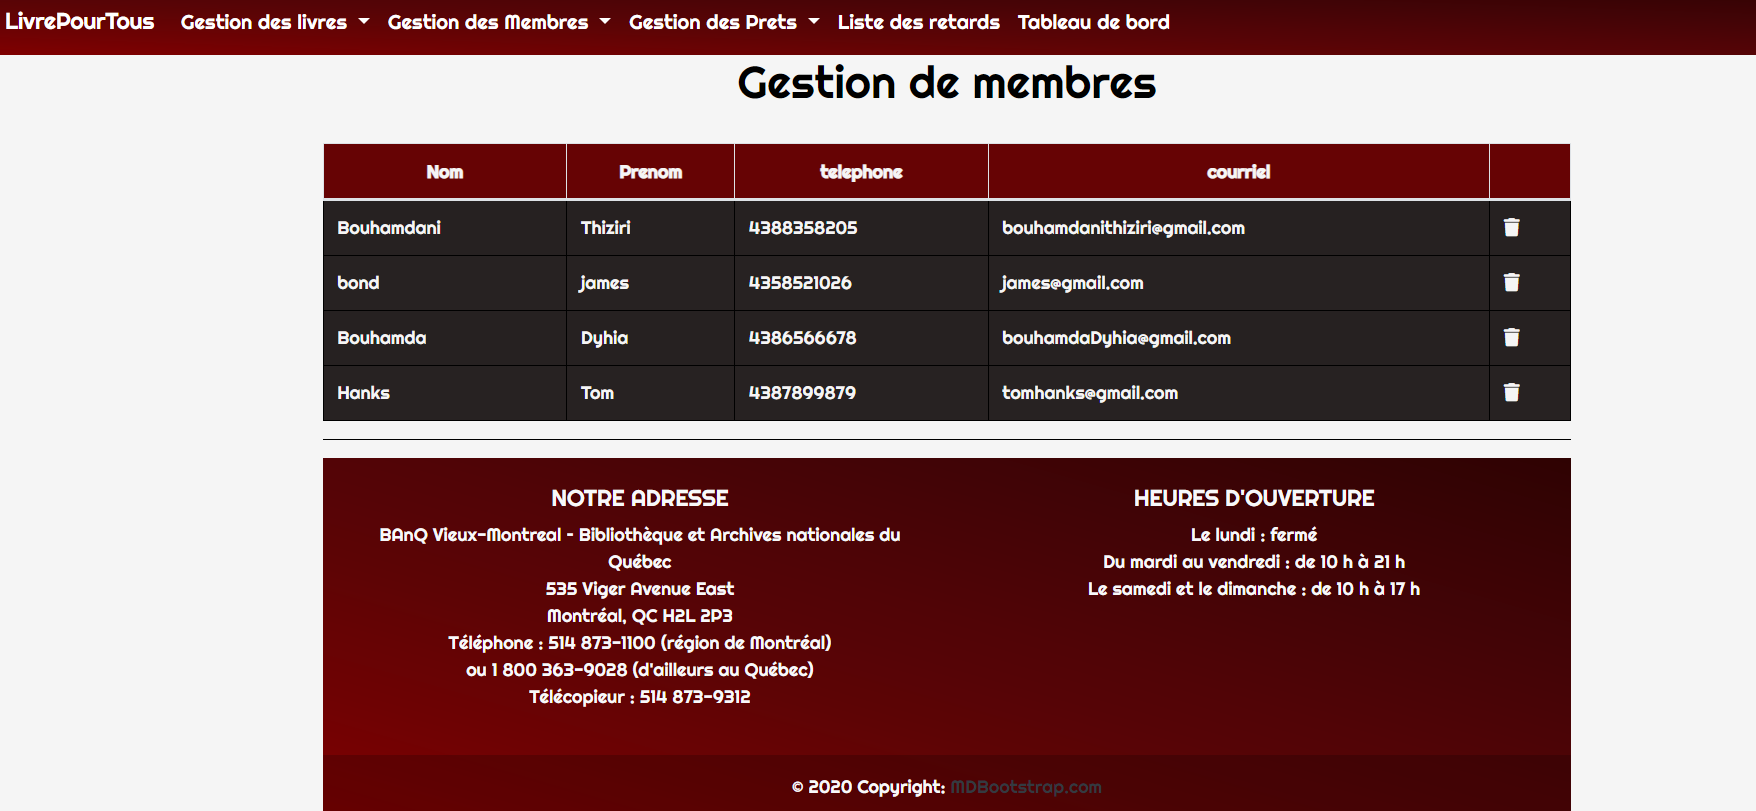 LivrePourTous Gestion des livres Gestion des Membres Gestion des Prets Liste des retards Tableau de bord
Gestion de membres
Nom Prenom telephone courriel
Bouhamdani Thiziri 4388358205 bouhamdanithiziri@gmail.com
bond james 4358521026 james@gmail.com
Bouhamda Dyhia 4386566678 bouhamdaDyhia@gmail.com
Hanks Tom 4387899879 tomhanks@gmail.com
NOTRE ADRESSE
BAnQ Vieux-Montreal - Bibliothèque et Archives nationales du
Québec
535 Viger Avenue East
Montréal, QC H2L 2P3
Téléphone : 514 873-1100 (région de Montréal)
ou 1 800 363-9028 (d'ailleurs au Québec)
Télécopieur : 514 873-9312
HEURES D'OUVERTURE
Le lundi : fermé
Du mardi au vendredi : de 10 h à 21 h
Le samedi et le dimanche : de 10 h à 17 h
© 2020 Copyright: MDBootstrap.com